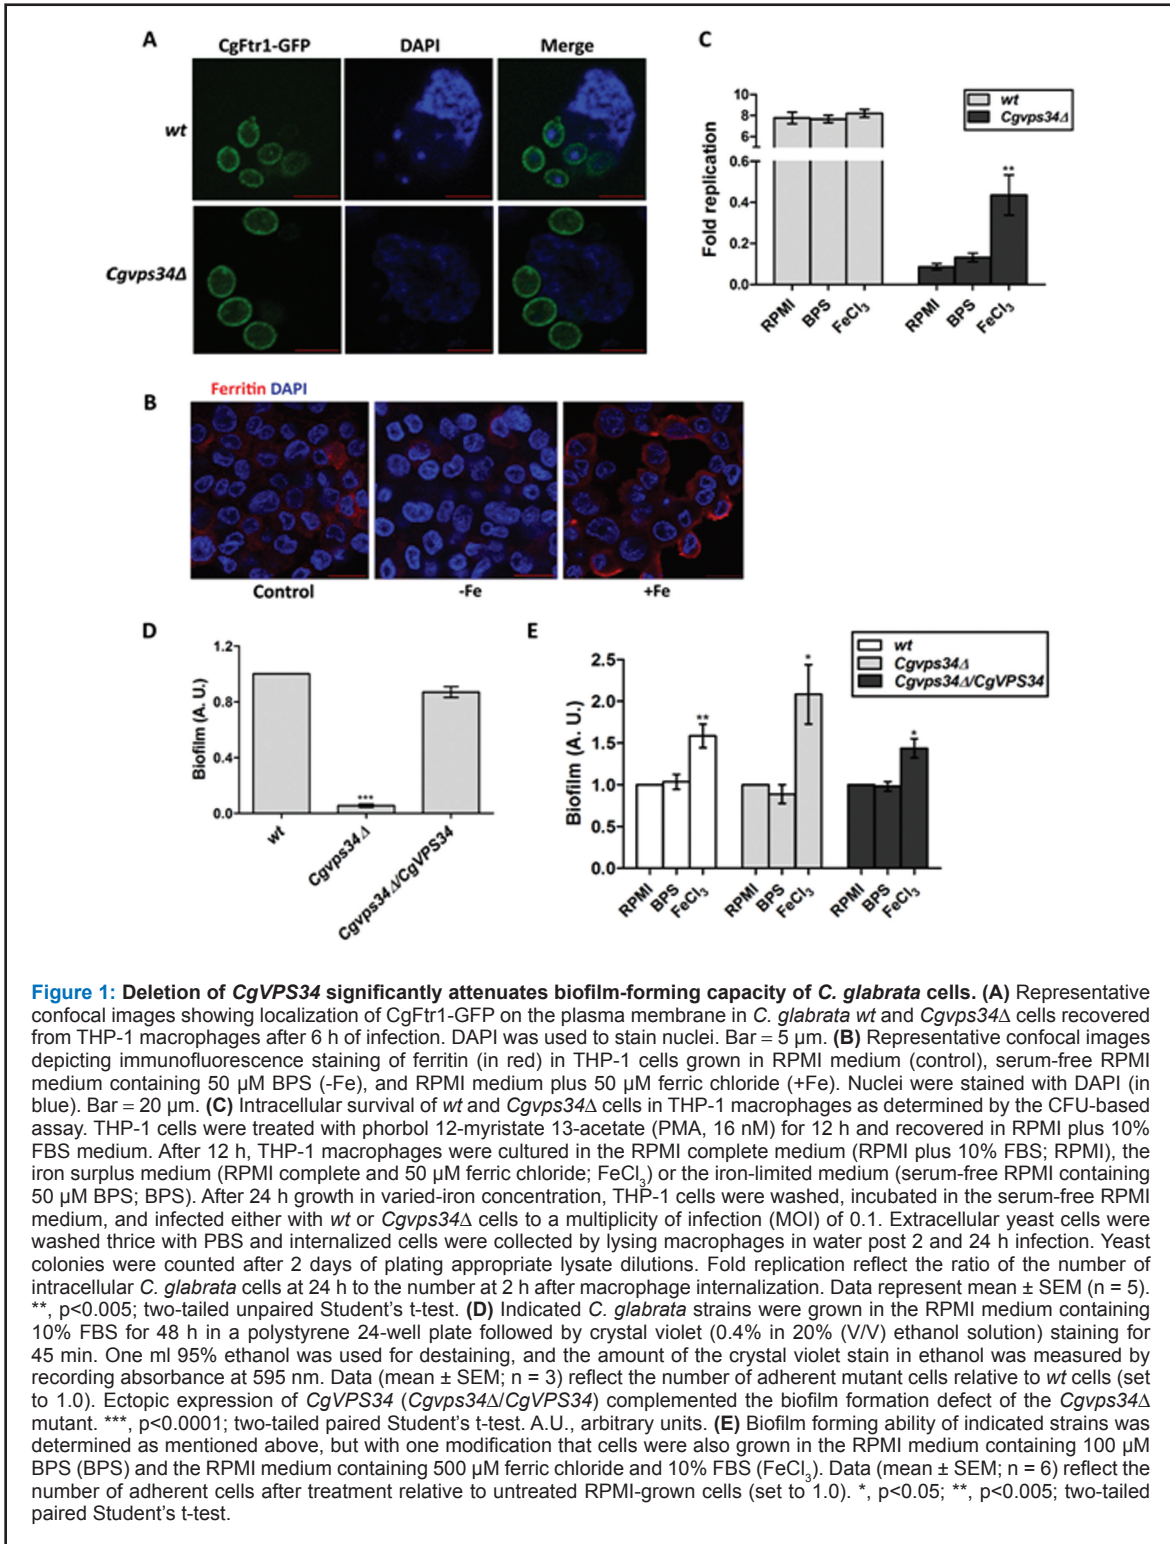 A
CgFtr1-GFP
DAPI
Merge
wt
Cgvps34Δ
C
Fold replication
10
8
6
0.6
0.4
0.2
0.0
**
RPMI
BPS
FeCl₃
RPMI
BPS
FeCl₃
wt
Cgvps34Δ
B
Ferritin DAPI
Control
-Fe
+Fe
D
Biofilm (A. U.)
1.2
0.8
0.4
0.0
***
wt
Cgvps34Δ
Cgvps34Δ/CgVPS34
E
Biofilm (A. U.)
2.5
2.0
1.5
1.0
0.5
0.0
**
*
*
RPMI
BPS
FeCl₃
RPMI
BPS
FeCl₃
RPMI
BPS
FeCl₃
wt
Cgvps34Δ
Cgvps34Δ/CgVPS34
Figure 1: Deletion of CgVPS34 significantly attenuates biofilm-forming capacity of C. glabrata cells. (A) Representative
confocal images showing localization of CgFtr1-GFP on the plasma membrane in C. glabrata wt and Cgvps34Δ cells recovered
from THP-1 macrophages after 6 h of infection. DAPI was used to stain nuclei. Bar = 5 µm. (B) Representative confocal images
depicting immunofluorescence staining of ferritin (in red) in THP-1 cells grown in RPMI medium (control), serum-free RPMI
medium containing 50 µM BPS (-Fe), and RPMI medium plus 50 µM ferric chloride (+Fe). Nuclei were stained with DAPI (in
blue). Bar = 20 µm. (C) Intracellular survival of wt and Cgvps34Δ cells in THP-1 macrophages as determined by the CFU-based
assay. THP-1 cells were treated with phorbol 12-myristate 13-acetate (PMA, 16 nM) for 12 h and recovered in RPMI plus 10%
FBS medium. After 12 h, THP-1 macrophages were cultured in the RPMI complete medium (RPMI plus 10% FBS; RPMI), the
iron surplus medium (RPMI complete and 50 µM ferric chloride; FeCl₃) or the iron-limited medium (serum-free RPMI containing
50 µM BPS; BPS). After 24 h growth in varied-iron concentration, THP-1 cells were washed, incubated in the serum-free RPMI
medium, and infected either with wt or Cgvps34Δ cells to a multiplicity of infection (MOI) of 0.1. Extracellular yeast cells were
washed thrice with PBS and internalized cells were collected by lysing macrophages in water post 2 and 24 h infection. Yeast
colonies were counted after 2 days of plating appropriate lysate dilutions. Fold replication reflect the ratio of the number of
intracellular C. glabrata cells at 24 h to the number at 2 h after macrophage internalization. Data represent mean ± SEM (n = 5).
**, p<0.005; two-tailed unpaired Student's t-test. (D) Indicated C. glabrata strains were grown in the RPMI medium containing
10% FBS for 48 h in a polystyrene 24-well plate followed by crystal violet (0.4% in 20% (V/V) ethanol solution) staining for
45 min. One ml 95% ethanol was used for destaining, and the amount of the crystal violet stain in ethanol was measured by
recording absorbance at 595 nm. Data (mean ± SEM; n = 3) reflect the number of adherent mutant cells relative to wt cells (set
to 1.0). Ectopic expression of CgVPS34 (Cgvps34Δ/CgVPS34) complemented the biofilm formation defect of the Cgvps34Δ
mutant. ***, p<0.0001; two-tailed paired Student's t-test. A.U., arbitrary units. (E) Biofilm forming ability of indicated strains was
determined as mentioned above, but with one modification that cells were also grown in the RPMI medium containing 100 µM
BPS (BPS) and the RPMI medium containing 500 µM ferric chloride and 10% FBS (FeCl₃). Data (mean ± SEM; n = 6) reflect the
number of adherent cells after treatment relative to untreated RPMI-grown cells (set to 1.0). *, p<0.05; **, p<0.005; two-tailed
paired Student's t-test.